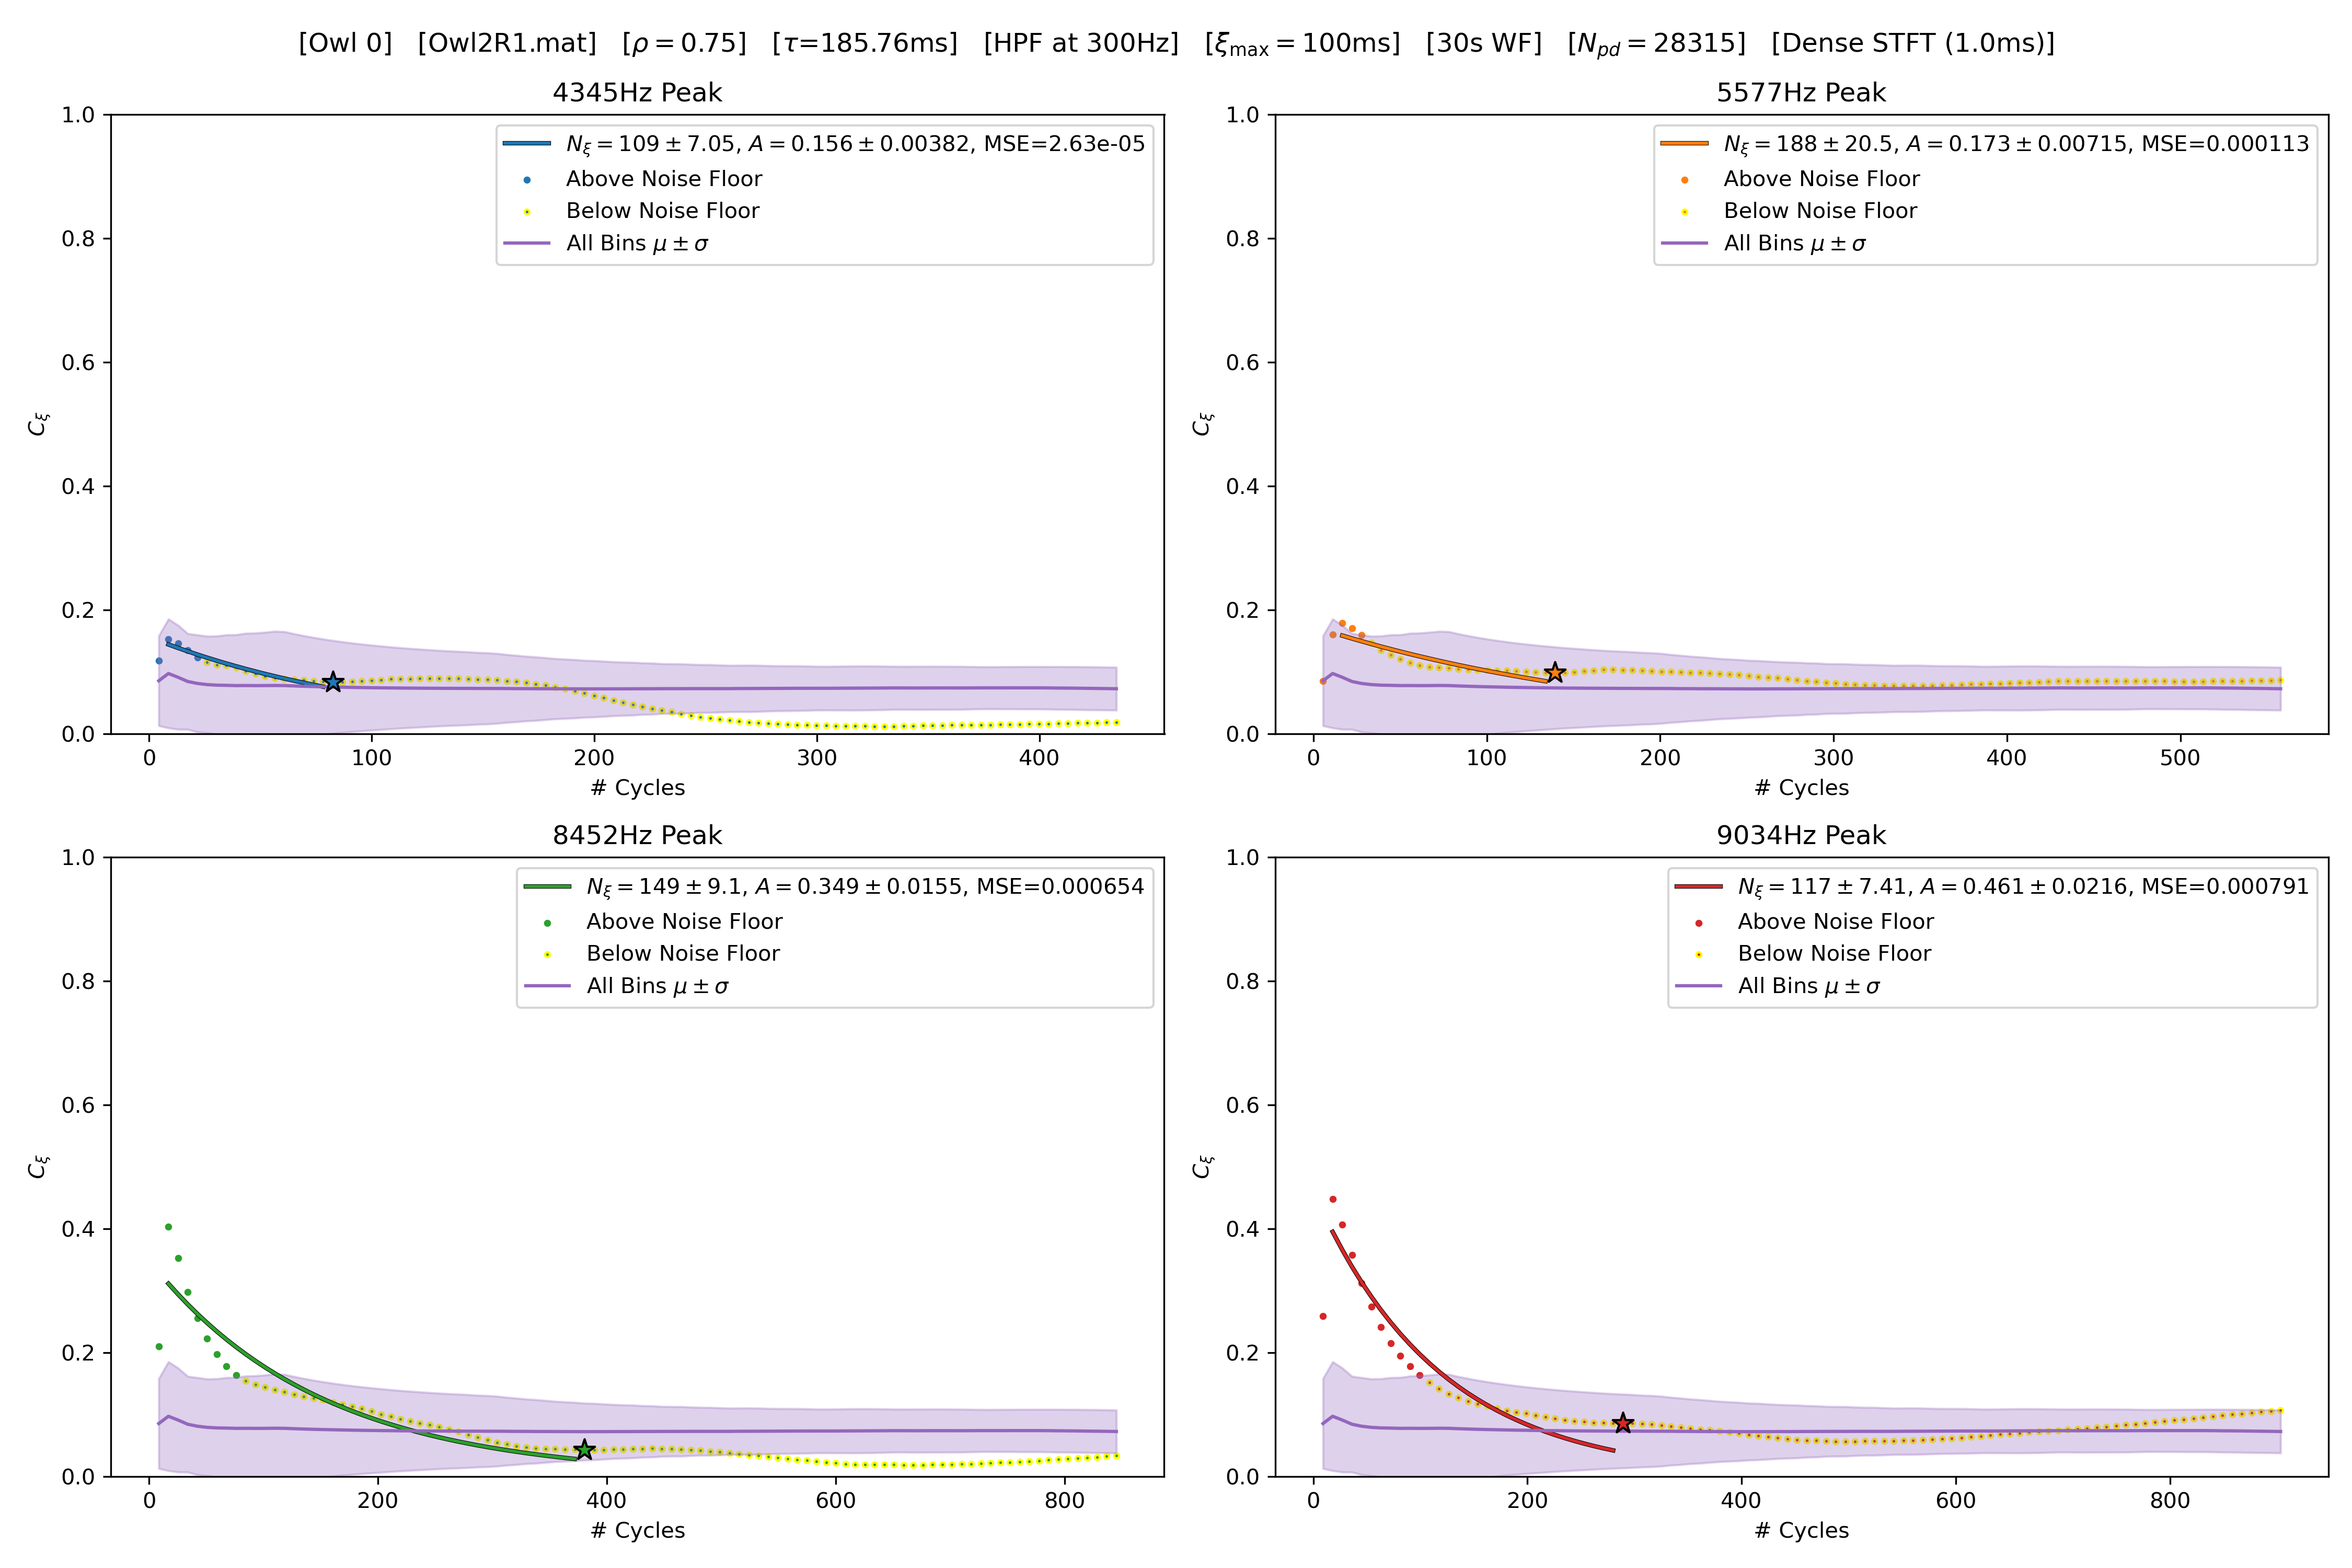 [Owl 0] [Owl2R1.mat] [ρ = 0.75] [τ=185.76ms] [HPF at 300Hz] [ξmax = 100ms] [30s WF] [Npd = 28315] [Dense STFT (1.0ms)]
4345Hz Peak
1.0
0.8
0.6
0.4
0.2
0.0
Cξ
Nξ = 109 ± 7.05, A = 0.156 ± 0.00382, MSE=2.63e-05
Above Noise Floor
Below Noise Floor
All Bins μ ± σ
0 100 200 300 400
# Cycles
5577Hz Peak
1.0
0.8
0.6
0.4
0.2
0.0
Cξ
Nξ = 188 ± 20.5, A = 0.173 ± 0.00715, MSE=0.000113
Above Noise Floor
Below Noise Floor
All Bins μ ± σ
0 100 200 300 400 500
# Cycles
8452Hz Peak
1.0
0.8
0.6
0.4
0.2
0.0
Cξ
Nξ = 149 ± 9.1, A = 0.349 ± 0.0155, MSE=0.000654
Above Noise Floor
Below Noise Floor
All Bins μ ± σ
0 200 400 600 800
# Cycles
9034Hz Peak
1.0
0.8
0.6
0.4
0.2
0.0
Cξ
Nξ = 117 ± 7.41, A = 0.461 ± 0.0216, MSE=0.000791
Above Noise Floor
Below Noise Floor
All Bins μ ± σ
0 200 400 600 800
# Cycles